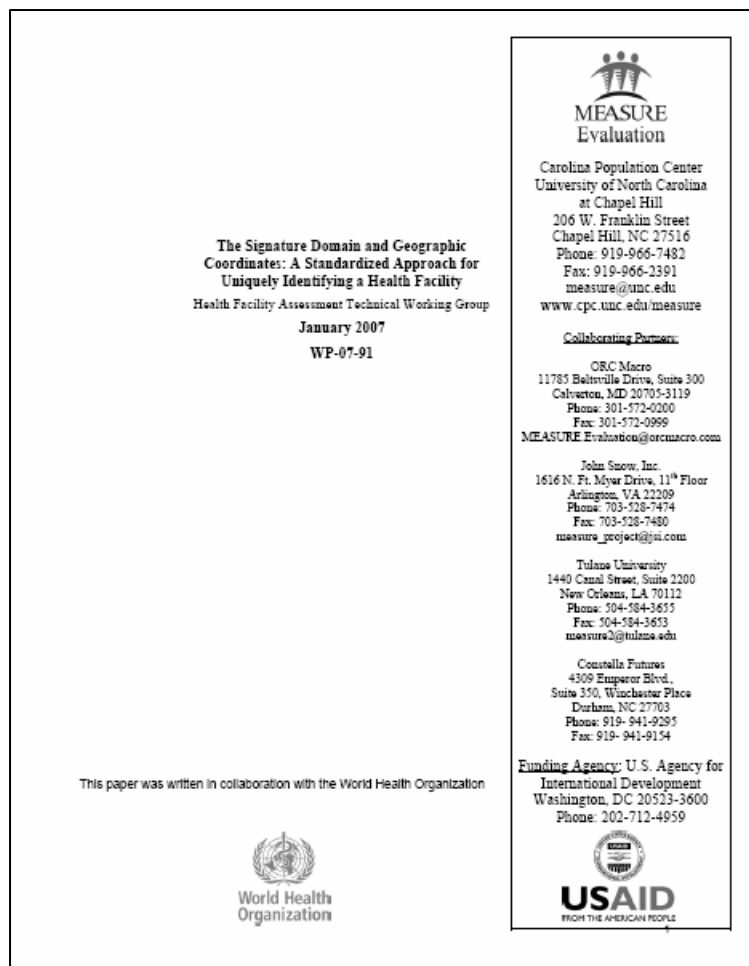 The Signature Domain and Geographic
Coordinates: A Standardized Approach for
Uniquely Identifying a Health Facility
Health Facility Assessment Technical Working Group
January 2007
WP-07-91
This paper was written in collaboration with the World Health Organization
World Health
Organization
MEASURE
Evaluation
Carolina Population Center
University of North Carolina
at Chapel Hill
206 W. Franklin Street
Chapel Hill, NC 27516
Phone: 919-966-7482
Fax: 919-966-2391
measure@unc.edu
www.cpc.unc.edu/measure
Collaborating Partners:
ORC Macro
11785 Beltsville Drive, Suite 300
Calverton, MD 20705-3119
Phone: 301-572-0200
Fax: 301-572-0999
MEASURE.Evaluation@orcmacro.com
John Snow, Inc.
1616 N. Ft. Myer Drive, 11th Floor
Arlington, VA 22209
Phone: 703-528-7474
Fax: 703-528-7480
measure_project@jsi.com
Tulane University
1440 Canal Street, Suite 2200
New Orleans, LA 70112
Phone: 504-584-3655
Fax: 504-584-3653
measure2@tulane.edu
Constella Futures
4309 Emperor Blvd.,
Suite 350, Winchester Place
Durham, NC 27703
Phone: 919- 941-9295
Fax: 919- 941-9154
Funding Agency: U.S. Agency for
International Development
Washington, DC 20523-3600
Phone: 202-712-4959
USAID
FROM THE AMERICAN PEOPLE
1